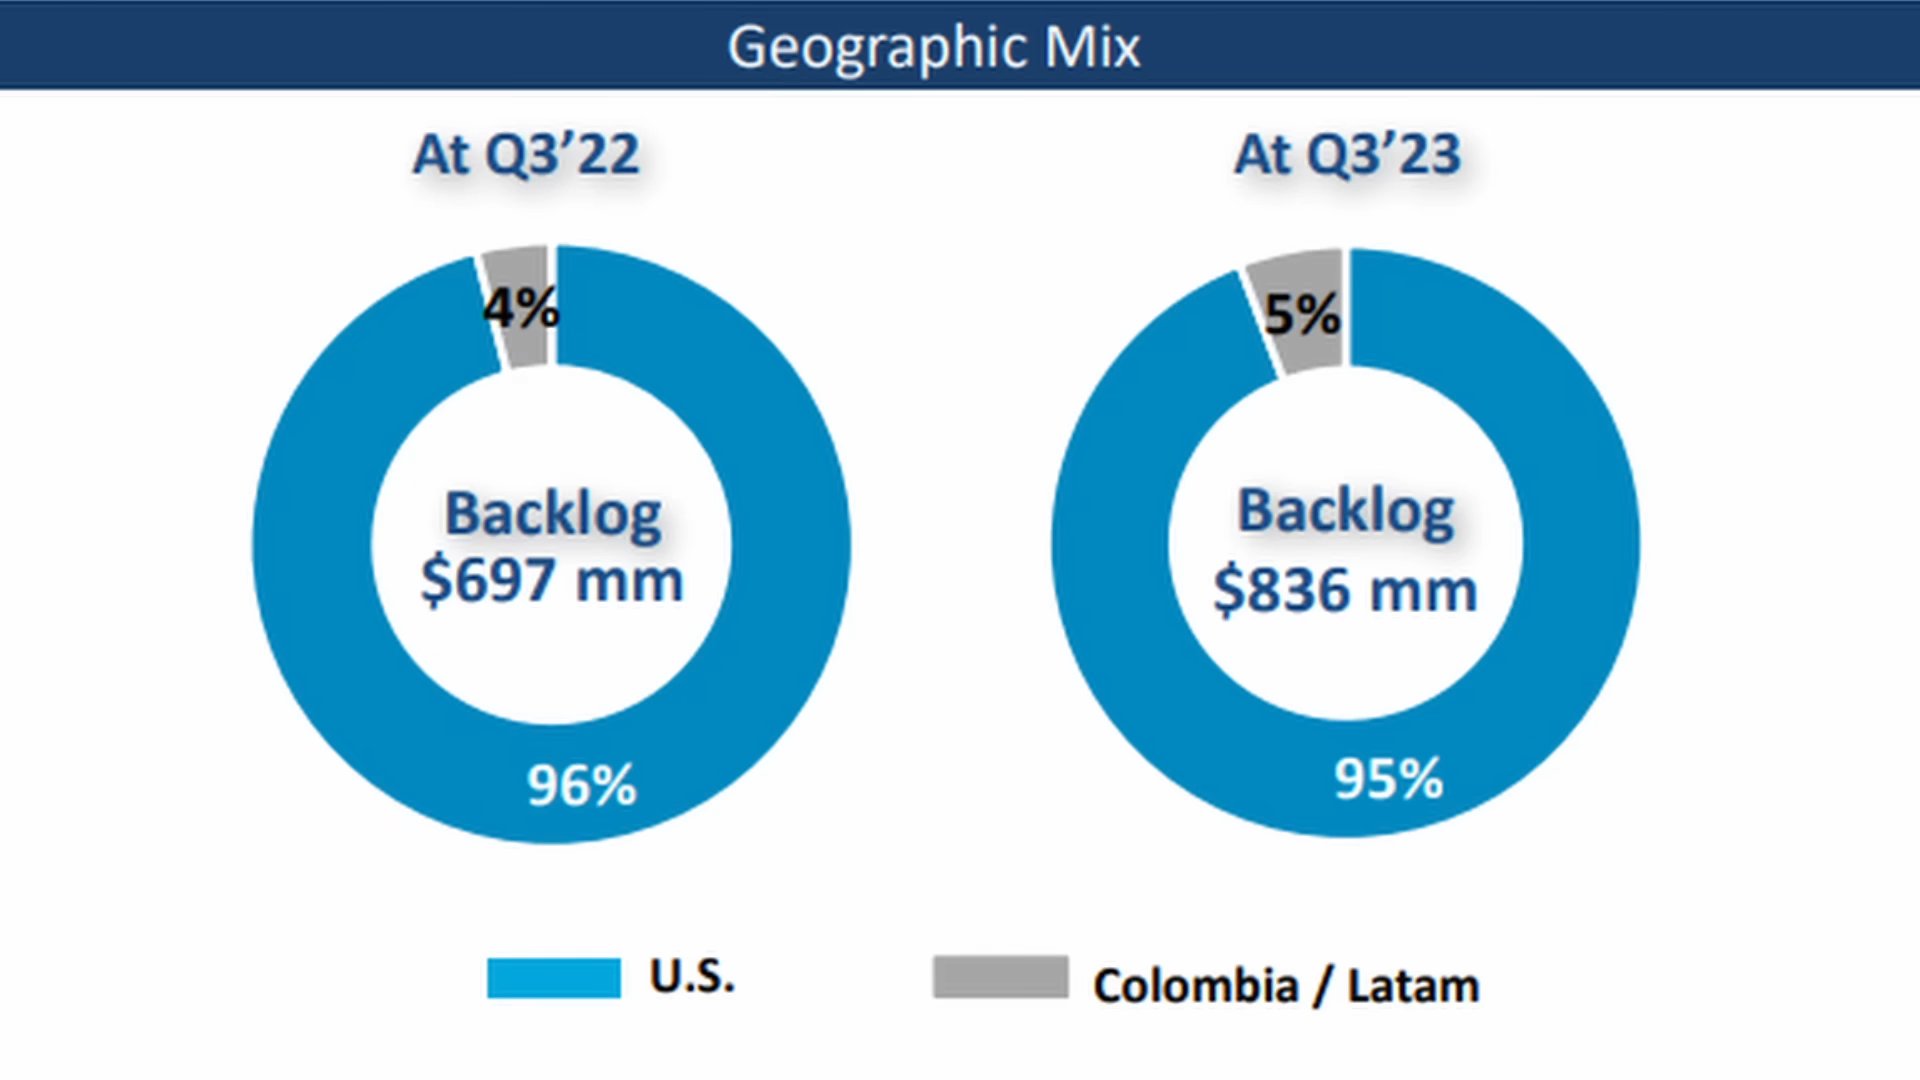 Geographic Mix
At Q3’22
4%
Backlog
$697 mm
96%
At Q3’23
5%
Backlog
$836 mm
95%
U.S.
Colombia / Latam